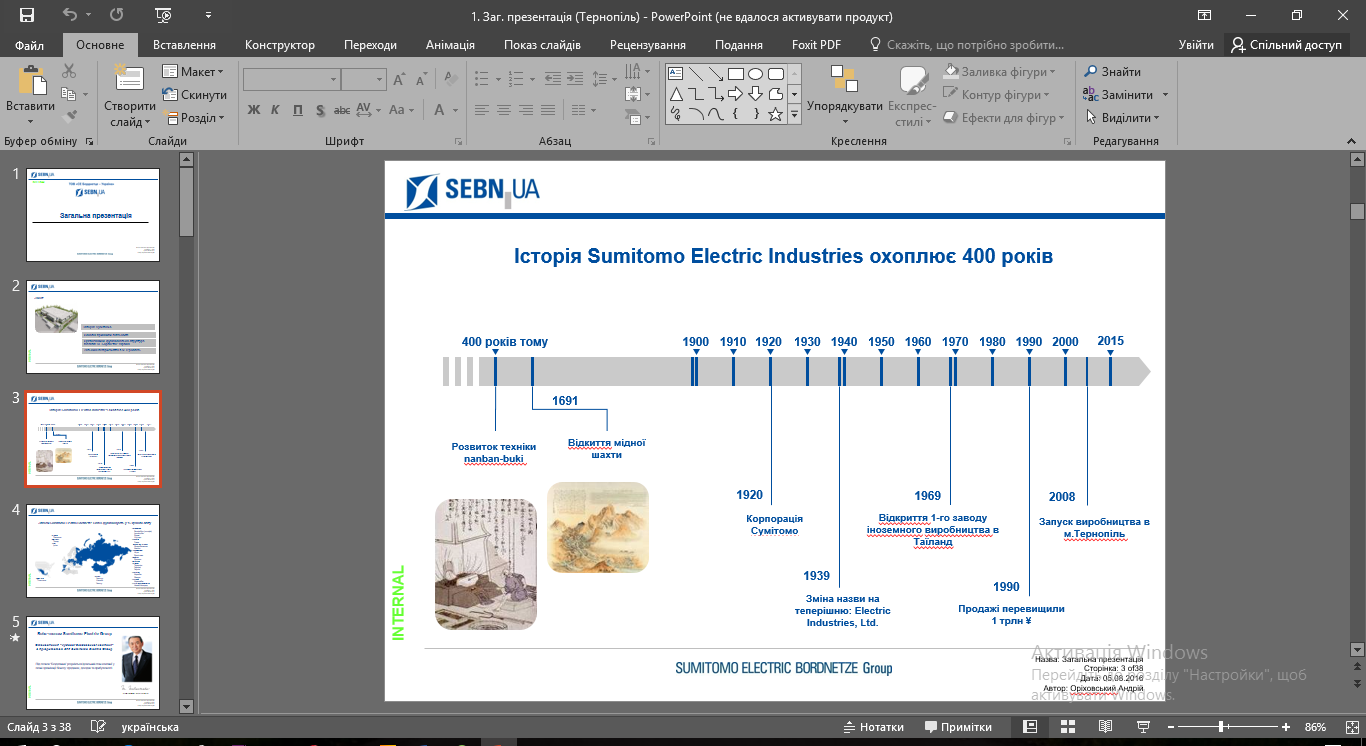 1. Заг. презентація (Тернопіль) - PowerPoint (не вдалося активувати продукт)
Файл Основне Вставлення Конструктор Переходи Анімація Показ слайдів Рецензування Подання Foxit PDF Скажіть, що потрібно зробити... Увійти Спільний доступ
Вставити
Створити слайд
Макет
Скинути
Розділ
Ж К П S abc AV Aa A
Упорядкувати
Експрес-стилі
Заливка фігури
Контур фігури
Ефекти для фігур
Знайти
Замінити
Виділити
Буфер обміну Слайди Шрифт Абзац Креслення Редагування
1
Загальна презентація
2
3
4
5
SEBN UA
Історія Sumitomo Electric Industries охоплює 400 років
400 років тому 1900 1910 1920 1930 1940 1950 1960 1970 1980 1990 2000 2015
1691
Розвиток техніки
nanban-buki
Відкиття мідної
шахти
1920
Корпорація
Сумітомо
1969
Відкриття 1-го заводу
іноземного виробництва в
Таїланд
2008
Запуск виробництва в
м.Тернопіль
1939
Зміна назви на
теперішню: Electric
Industries, Ltd.
1990
Продажі перевищили
1 трлн ¥
INTERNAL
SUMITOMO ELECTRIC BORDNETZE Group
Назва: Загальна презентація
Сторінка: 3 of38
Дата: 05.08.2016
Автор: Оріховський Андрій
Активація Windows
Перейдіть до розділу "Настройки", щоб
активувати Windows.
Слайд 3 з 38 українська Нотатки Примітки 86%